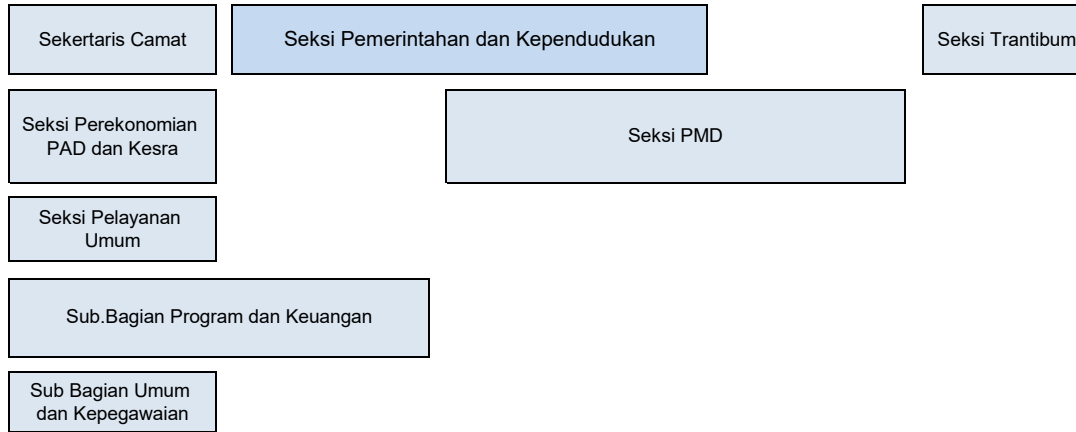 Sekertaris Camat
Seksi Pemerintahan dan Kependudukan
Seksi Trantibum
Seksi Perekonomian
PAD dan Kesra
Seksi PMD
Seksi Pelayanan
Umum
Sub.Bagian Program dan Keuangan
Sub Bagian Umum
dan Kepegawaian